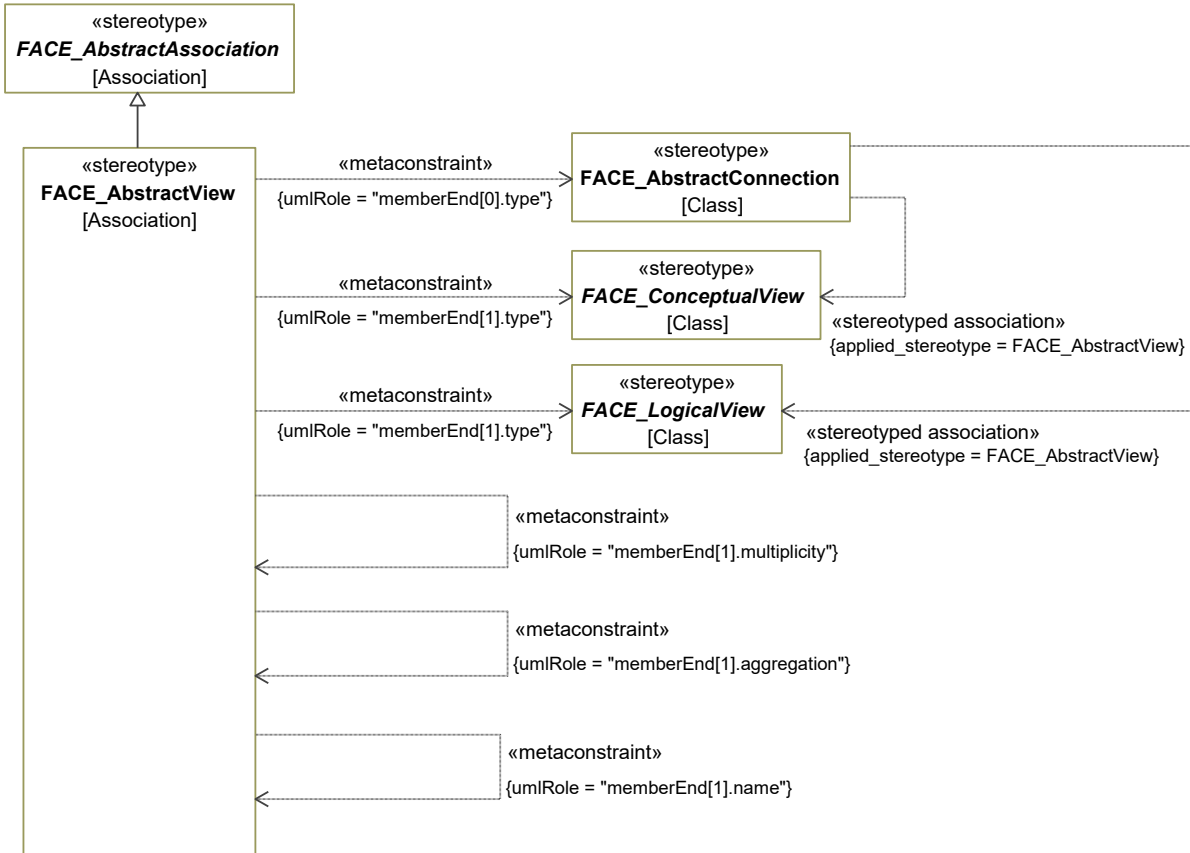 «stereotype»
FACE_AbstractAssociation
[Association]
«stereotype»
FACE_AbstractView
[Association]
«metaconstraint»
{umlRole = "memberEnd[0].type"}
«stereotype»
FACE_AbstractConnection
[Class]
«metaconstraint»
{umlRole = "memberEnd[1].type"}
«stereotype»
FACE_ConceptualView
[Class]
«stereotyped association»
{applied_stereotype = FACE_AbstractView}
«metaconstraint»
{umlRole = "memberEnd[1].type"}
«stereotype»
FACE_LogicalView
[Class]
«stereotyped association»
{applied_stereotype = FACE_AbstractView}
«metaconstraint»
{umlRole = "memberEnd[1].multiplicity"}
«metaconstraint»
{umlRole = "memberEnd[1].aggregation"}
«metaconstraint»
{umlRole = "memberEnd[1].name"}